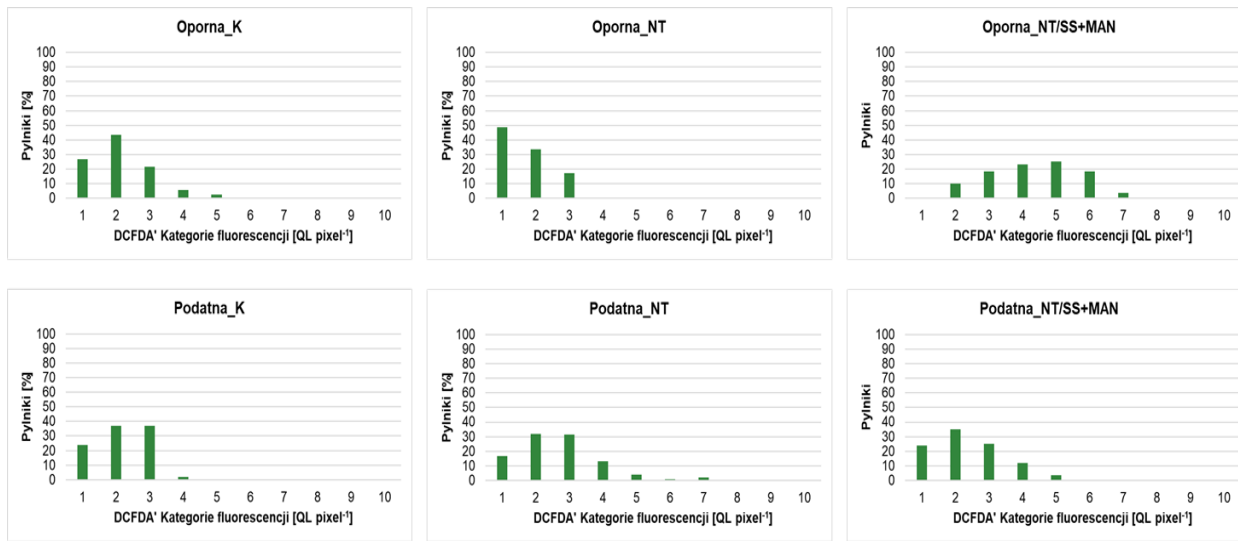 Oporna_K
100
90
80
70
60
50
40
30
20
10
0
Pylniki [%]
1 2 3 4 5 6 7 8 9 10
DCFDA' Kategorie fluorescencji [QL pixel⁻¹]
Oporna_NT
100
90
80
70
60
50
40
30
20
10
0
Pylniki [%]
1 2 3 4 5 6 7 8 9 10
DCFDA' Kategorie fluorescencji [QL pixel⁻¹]
Oporna_NT/SS+MAN
100
90
80
70
60
50
40
30
20
10
0
Pylniki
1 2 3 4 5 6 7 8 9 10
DCFDA' Kategorie fluorescencji [QL pixel⁻¹]
Podatna_K
100
90
80
70
60
50
40
30
20
10
0
Pylniki [%]
1 2 3 4 5 6 7 8 9 10
DCFDA' Kategorie fluorescencji [QL pixel⁻¹]
Podatna_NT
100
90
80
70
60
50
40
30
20
10
0
Pylniki [%]
1 2 3 4 5 6 7 8 9 10
DCFDA' Kategorie fluorescencji [QL pixel⁻¹]
Podatna_NT/SS+MAN
100
90
80
70
60
50
40
30
20
10
0
Pylniki
1 2 3 4 5 6 7 8 9 10
DCFDA' Kategorie fluorescencji [QL pixel⁻¹]